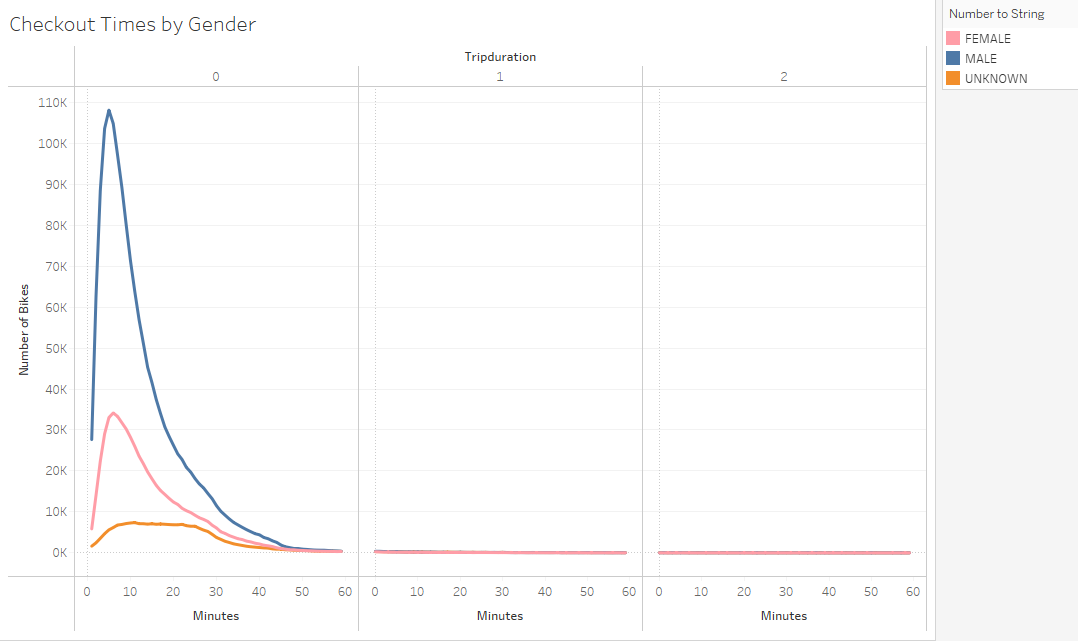 Checkout Times by Gender
Number to String
FEMALE
MALE
UNKNOWN
Tripduration
0 1 2
110K
100K
90K
80K
70K
60K
50K
40K
30K
20K
10K
0K
Number of Bikes
0 10 20 30 40 50 60 0 10 20 30 40 50 60 0 10 20 30 40 50 60
Minutes Minutes Minutes